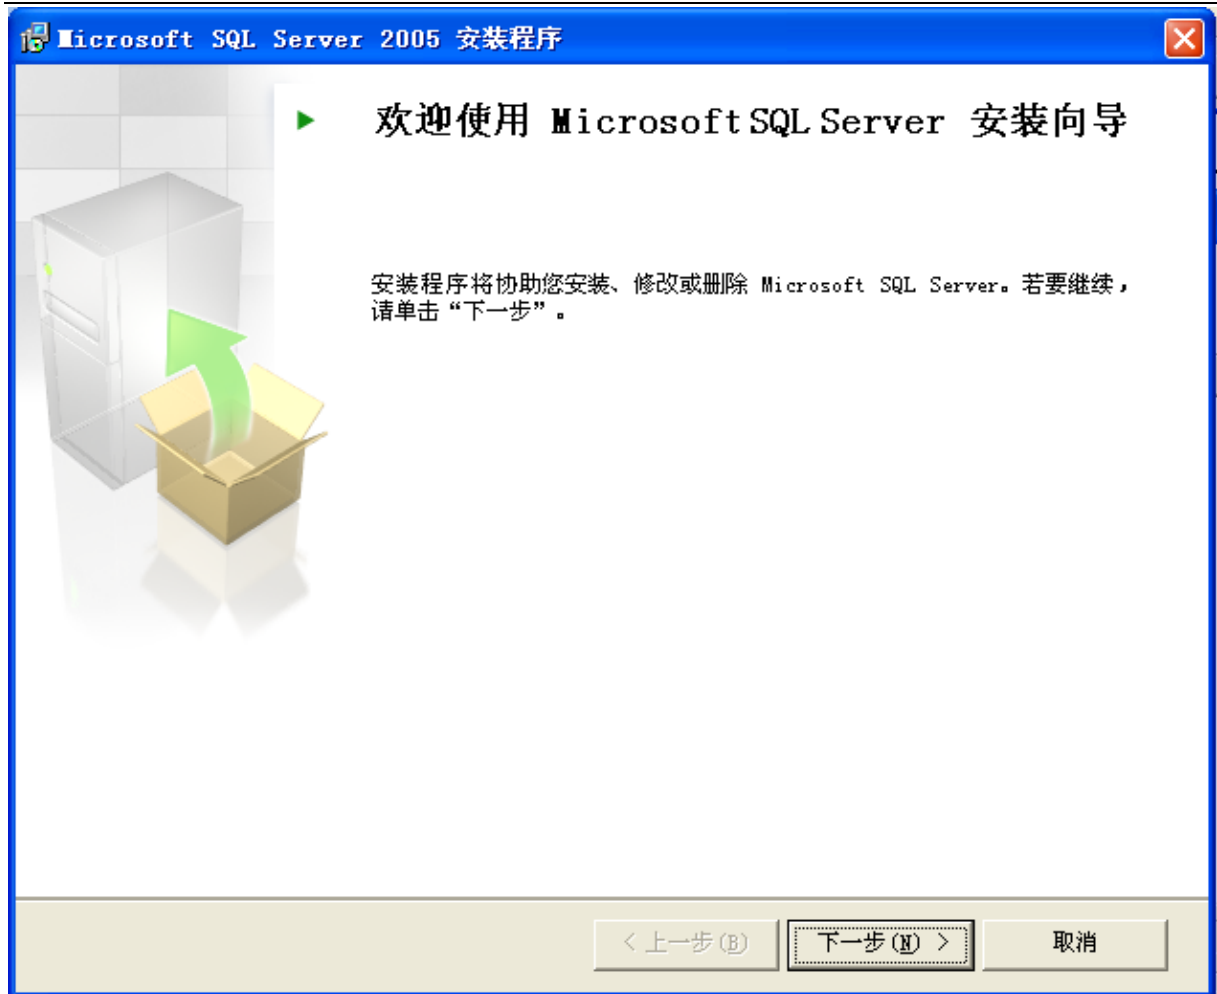 Microsoft SQL Server 2005 安装程序
欢迎使用 Microsoft SQL Server 安装向导
安装程序将协助您安装、修改或删除 Microsoft SQL Server。若要继续，
请单击“下一步”。
< 上一步(B)
下一步(N) >
取消